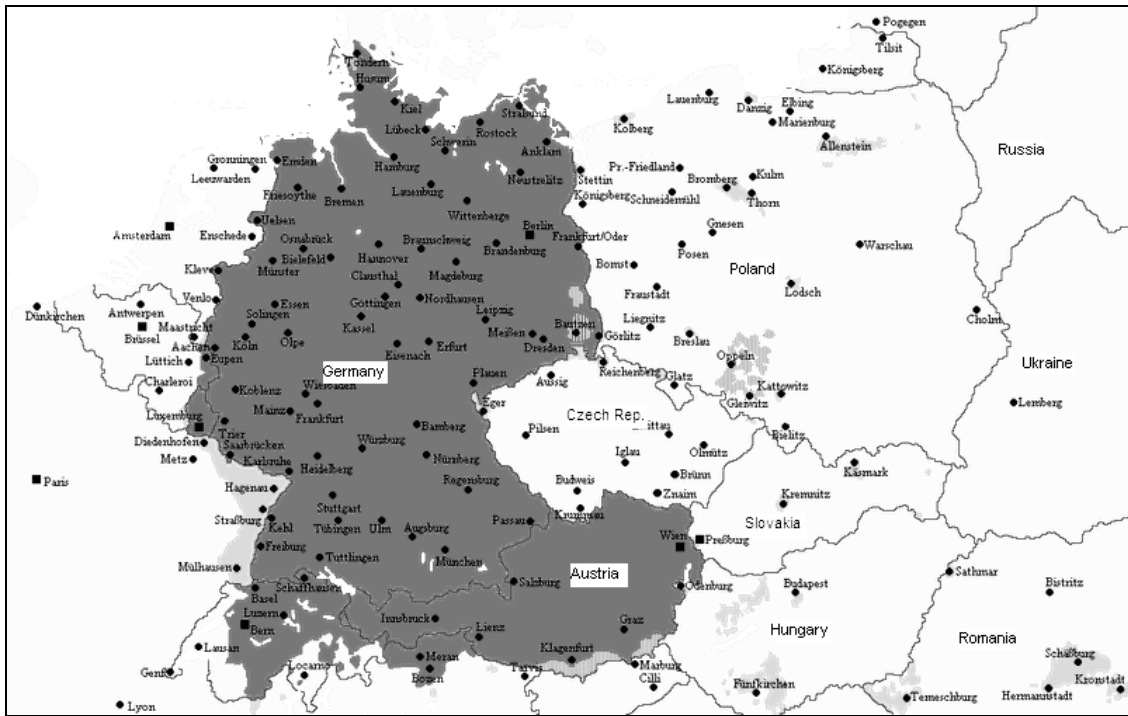 Pogegen
Tilsit
Königsberg
Tondern
Husum
Kiel
Lübeck
Schwerin
Rostock
Stralsund
Anklam
Kolberg
Lauenburg
Danzig
Elbing
Marienburg
Allenstein
Russia
Gronningen
Leeuwarden
Emden
Hamburg
Friesoythe
Bremen
Lauenburg
Neustrelitz
Stettin
Königsberg
Pr.-Friedland
Schneidemühl
Bromberg
Kulm
Thorn
Wittenberge
Uelsen
Enschede
Amsterdam
Osnabrück
Bielefeld
Münster
Hannover
Braunschweig
Brandenburg
Berlin
Frankfurt/Oder
Gnesen
Posen
Warschau
Bomst
Poland
Kleve
Clausthal
Magdeburg
Fraustadt
Lodsch
Venlo
Essen
Göttingen
Nordhausen
Leipzig
Dünkirchen
Antwerpen
Brüssel
Maastricht
Solingen
Kassel
Meißen
Bautzen
Liegnitz
Cholm
Aachen
Köln
Olpe
Eisenach
Erfurt
Dresden
Görlitz
Breslau
Lüttich
Eupen
Germany
Oppeln
Reichenberg
Ukraine
Charleroi
Koblenz
Wiesbaden
Plauen
Aussig
Glatz
Kattowitz
Gleiwitz
Luxemburg
Mainz
Frankfurt
Eger
Czech Rep.
Lemberg
Trier
Bamberg
Pilsen
ittau
Bielitz
Diedenhofen
Saarbrücken
Würzburg
Olmütz
Metz
Karlsruhe
Heidelberg
Nürnberg
Iglau
Käsmark
Paris
Hagenau
Regensburg
Budweis
Brünn
Znaim
Kremnitz
Straßburg
Kehl
Stuttgart
Tübingen
Ulm
Augsburg
Passau
Krummau
Slovakia
Wien
Preßburg
Freiburg
Tuttlingen
München
Mülhausen
Austria
Sathmar
Basel
Schaffhausen
Salzburg
Odenburg
Budapest
Bistritz
Luzern
Bern
Innsbruck
Lienz
Graz
Hungary
Romania
Lausan
Klagenfurt
Genf
Locarno
Meran
Bozen
Tarvis
Marburg
Cilli
Schäßburg
Kronstadt
Lyon
Fünfkirchen
Temeschburg
Hermannstadt